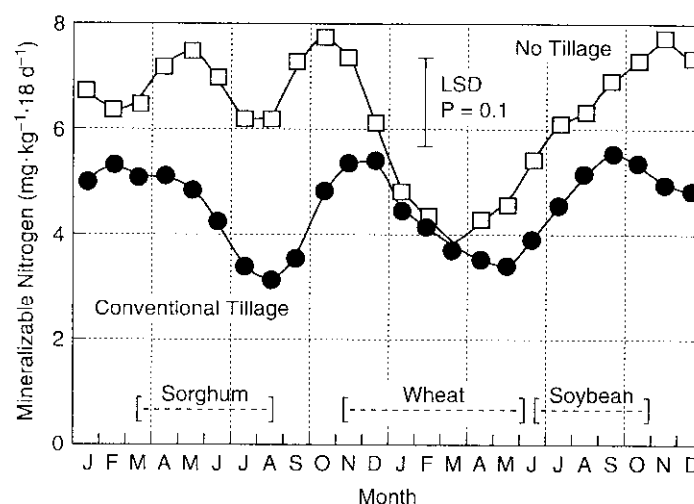 8
6
4
2
0
Mineralizable Nitrogen (mg·kg⁻¹·18 d⁻¹)
No Tillage
LSD
P = 0.1
Conventional Tillage
Sorghum
Wheat
Soybean
J F M A M J J A S O N D J F M A M J J A S O N D
Month